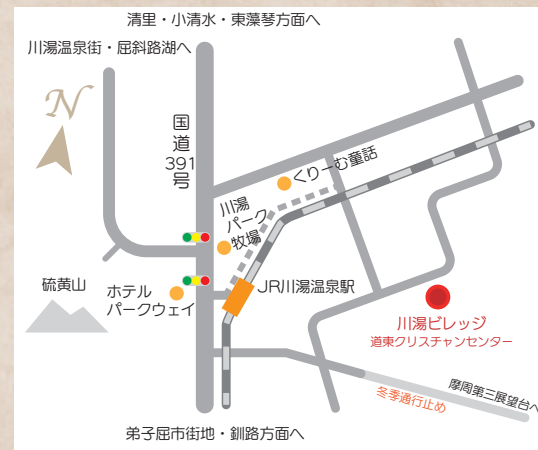 清里・小清水・東藻琴方面へ
川湯温泉街・屈斜路湖へ
N
国道391号
くりーむ童話
川湯
パーク
牧場
硫黄山
ホテル
パークウェイ
JR川湯温泉駅
川湯ビレッジ
道東クリスチャンセンター
摩周第三展望台へ
冬季通行止め
弟子屈市街地・釧路方面へ